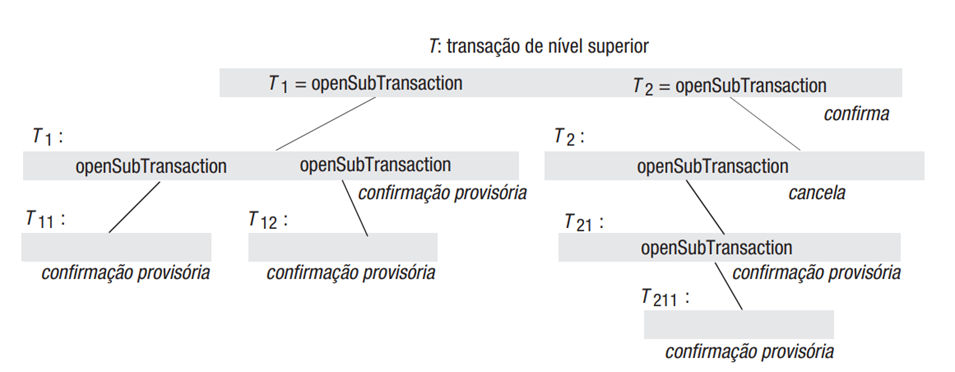 T: transação de nível superior
T1 = openSubTransaction T2 = openSubTransaction
confirma
T1 : T2 :
openSubTransaction openSubTransaction openSubTransaction
confirmação provisória cancela
T11 : T12 : T21 :
openSubTransaction
confirmação provisória confirmação provisória confirmação provisória
T211 :
confirmação provisória